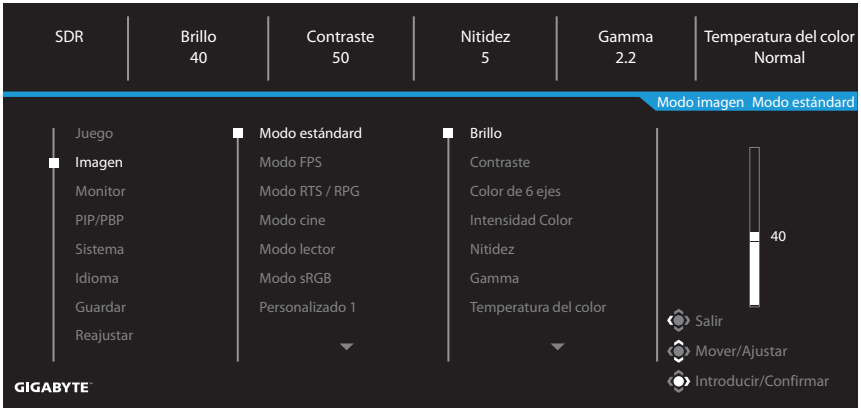 SDR
Brillo
40
Contraste
50
Nitidez
5
Gamma
2.2
Temperatura del color
Normal
Modo imagen Modo estándard
Juego
Imagen
Monitor
PIP/PBP
Sistema
Idioma
Guardar
Reajustar
Modo estándard
Modo FPS
Modo RTS / RPG
Modo cine
Modo lector
Modo sRGB
Personalizado 1
Brillo
Contraste
Color de 6 ejes
Intensidad Color
Nitidez
Gamma
Temperatura del color
40
Salir
Mover/Ajustar
Introducir/Confirmar
GIGABYTE™